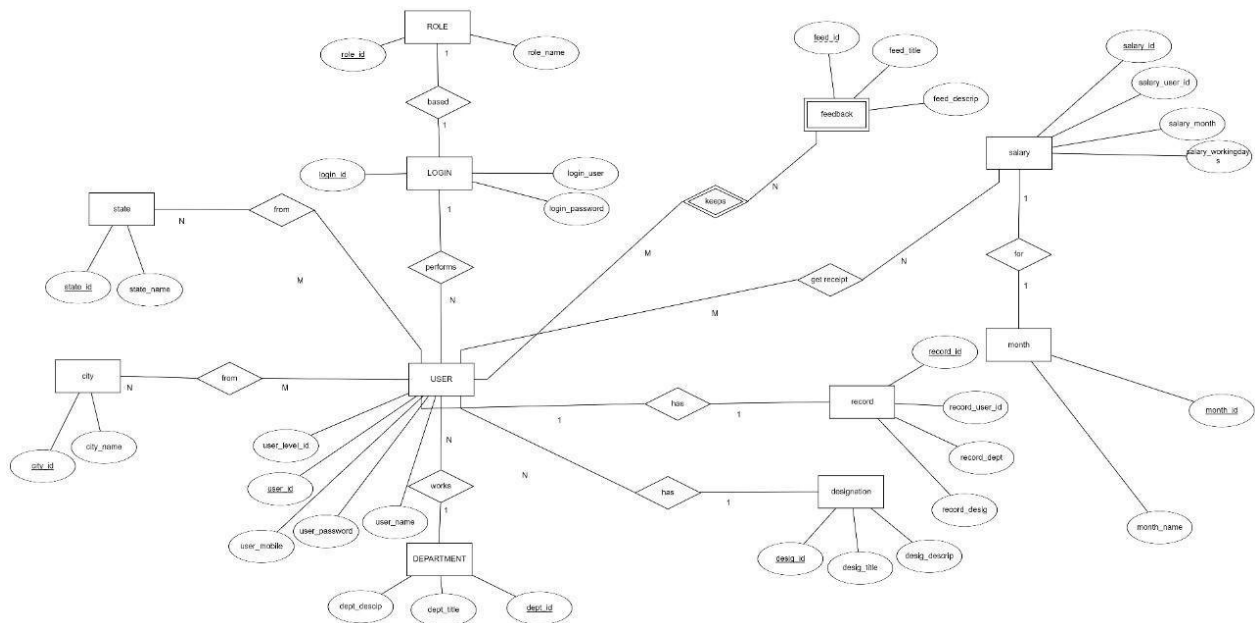 ROLE
role_id
role_name
1
based
1
LOGIN
login_id
login_user
login_password
1
performs
N
state
N
from
M
state_id
state_name
city
N
from
M
city_id
city_name
USER
user_level_id
user_id
user_mobile
user_password
user_name
N
works
1
DEPARTMENT
dept_descip
dept_title
dept_id
feed_id
feed_title
feed_descrip
feedback
N
keeps
M
salary_id
salary_user_id
salary_month
salary_workingday
s
salary
N
get receipt
M
1
for
1
month
month_id
month_name
1
has
1
record
record_id
record_user_id
record_dept
record_desig
N
has
1
designation
desig_id
desig_title
desig_descrip